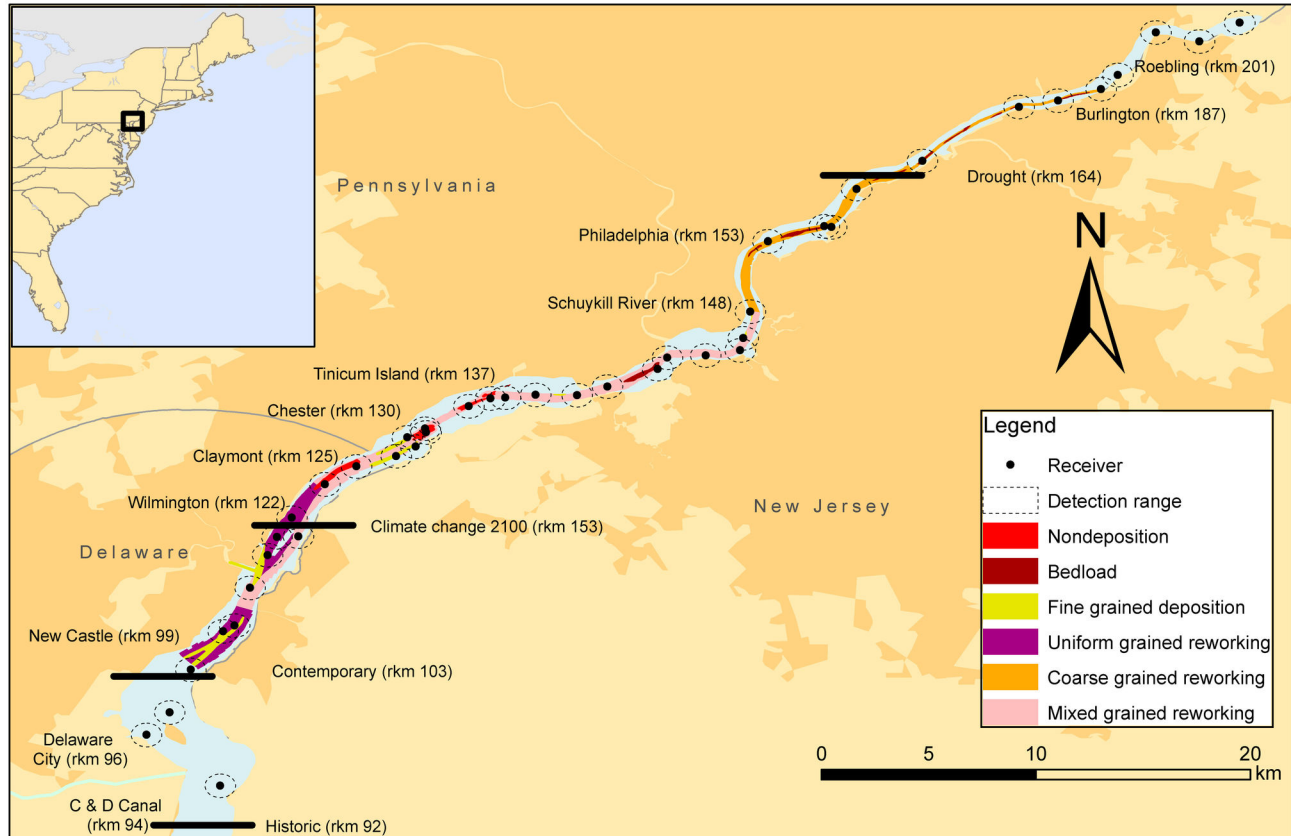 Roebling (rkm 201)
Burlington (rkm 187)
Pennsylvania
Drought (rkm 164)
Philadelphia (rkm 153)
N
Schuykill River (rkm 148)
Tinicum Island (rkm 137)
Chester (rkm 130)
Claymont (rkm 125)
Wilmington (rkm 122)
Climate change 2100 (rkm 153)
New Jersey
Delaware
New Castle (rkm 99)
Contemporary (rkm 103)
Delaware
City (rkm 96)
C & D Canal
(rkm 94)
Historic (rkm 92)
Legend
Receiver
Detection range
Nondeposition
Bedload
Fine grained deposition
Uniform grained reworking
Coarse grained reworking
Mixed grained reworking
0 5 10 20
km